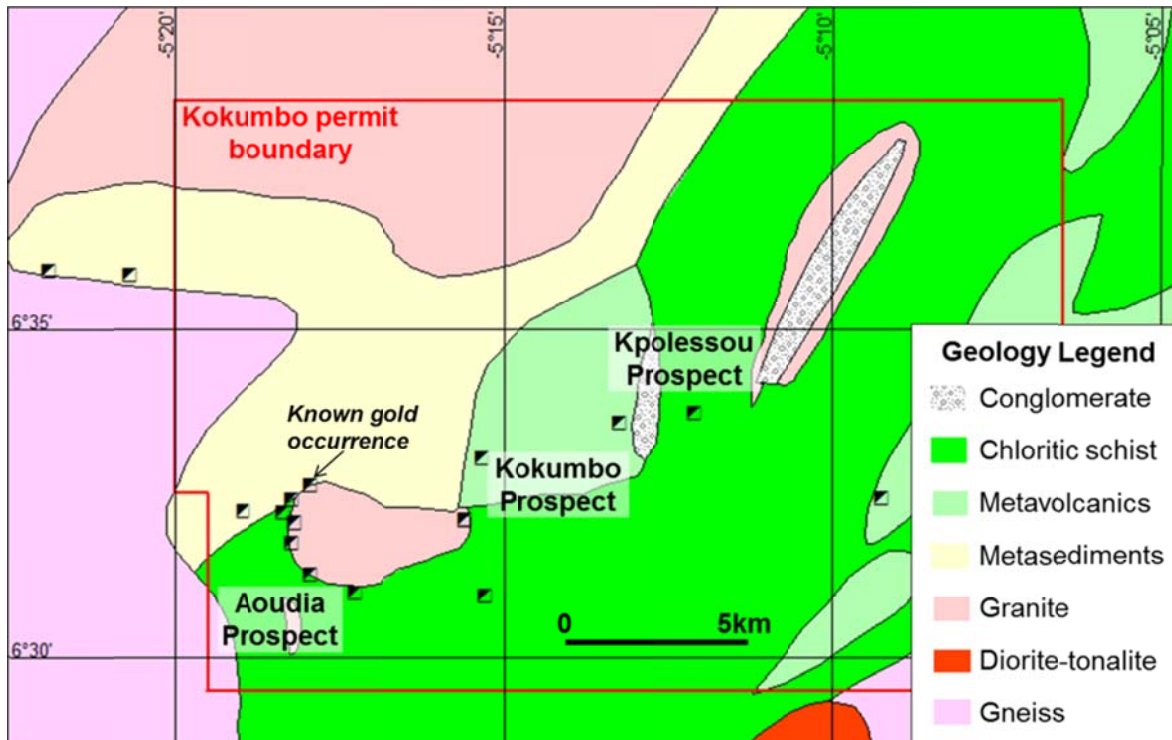 -5°20'
-5°15'
-5°10'
-5°05'
Kokumbo permit
boundary
6°35'
Kpolessou
Prospect
Known gold
occurrence
Kokumbo
Prospect
Aoudia
Prospect
0
5km
6°30'
Geology Legend
Conglomerate
Chloritic schist
Metavolcanics
Metasediments
Granite
Diorite-tonalite
Gneiss